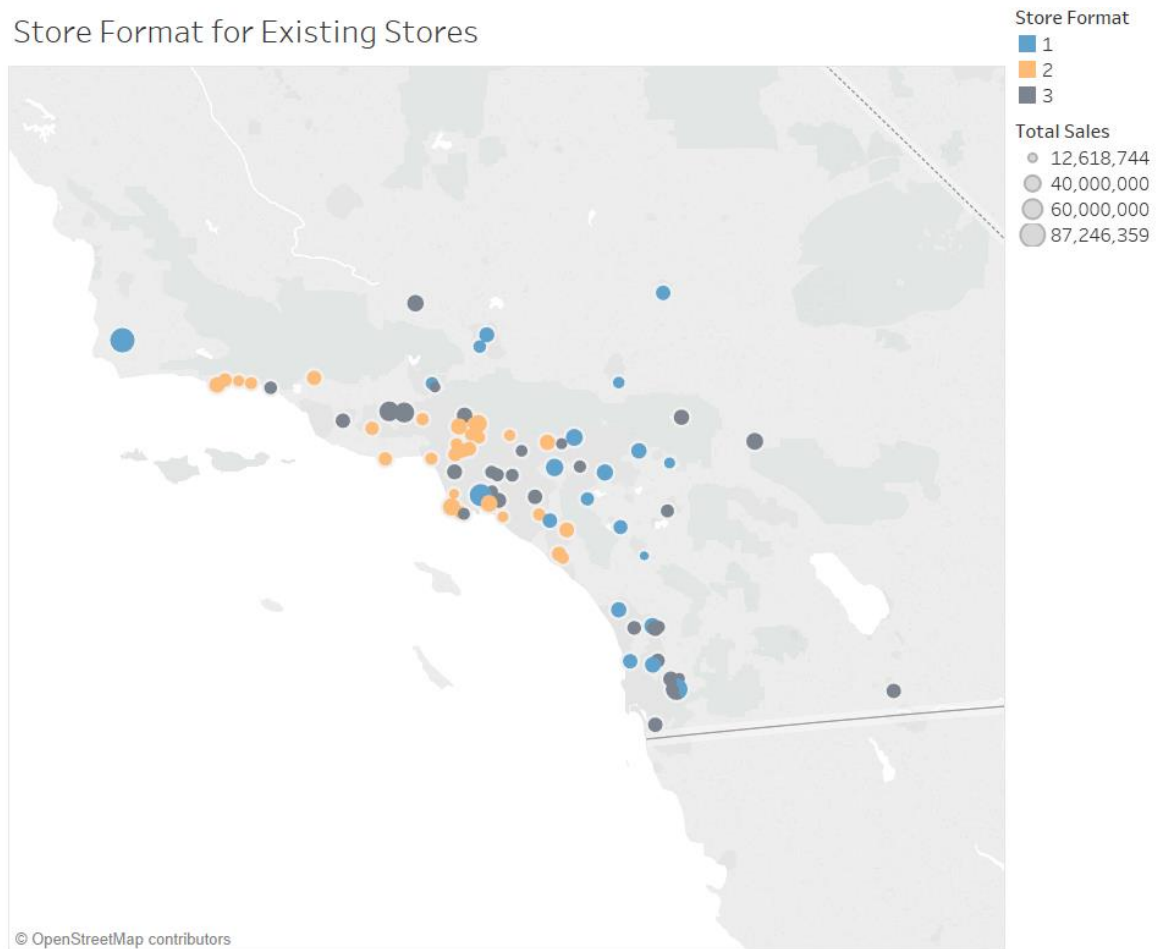 Store Format for Existing Stores
Store Format
1
2
3
Total Sales
12,618,744
40,000,000
60,000,000
87,246,359
© OpenStreetMap contributors